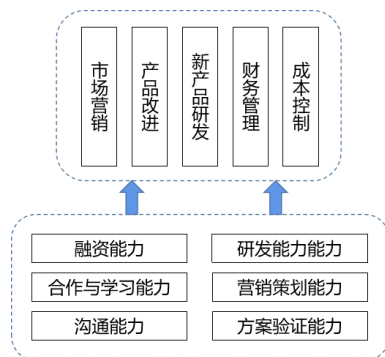 市场营销
产品改进
新产品研发
财务管理
成本控制
融资能力
研发能力能力
合作与学习能力
营销策划能力
沟通能力
方案验证能力